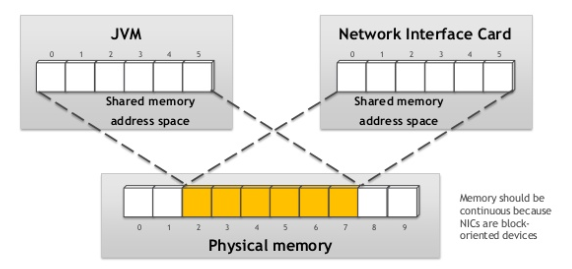 JVM
0 1 2 3 4 5
Shared memory
address space
Network Interface Card
0 1 2 3 4 5
Shared memory
address space
0 1 2 3 4 5 6 7 8 9
Physical memory
Memory should be
continuous because
NICs are block-
oriented devices